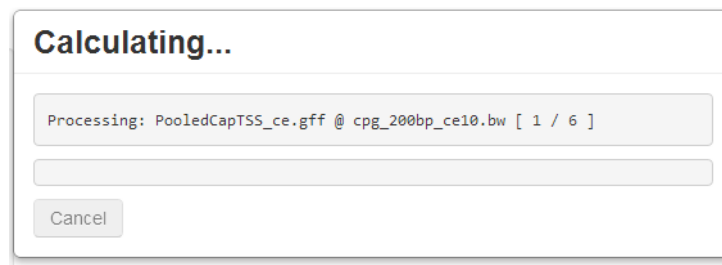 Calculating...
Processing: PooledCapTSS_ce.gff @ cpg_200bp_ce10.bw [ 1 / 6 ]
Cancel